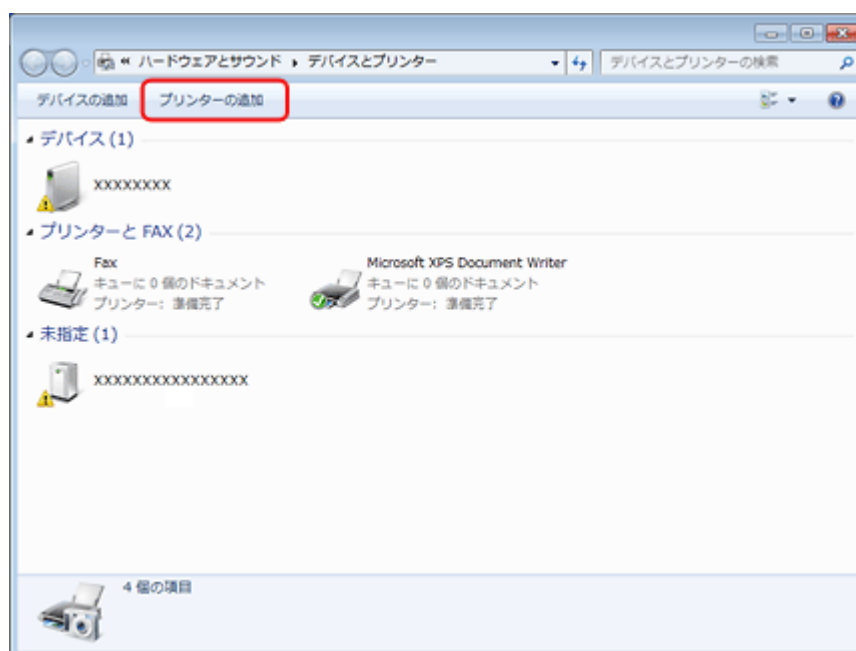 « ハードウェアとサウンド ▸ デバイスとプリンター
デバイスとプリンターの検索
デバイスの追加 プリンターの追加
デバイス (1)
XXXXXXXX
プリンターと FAX (2)
Fax
キューに 0 個のドキュメント
プリンター: 準備完了
Microsoft XPS Document Writer
キューに 0 個のドキュメント
プリンター: 準備完了
未指定 (1)
XXXXXXXXXXXXXXXX
4 個の項目